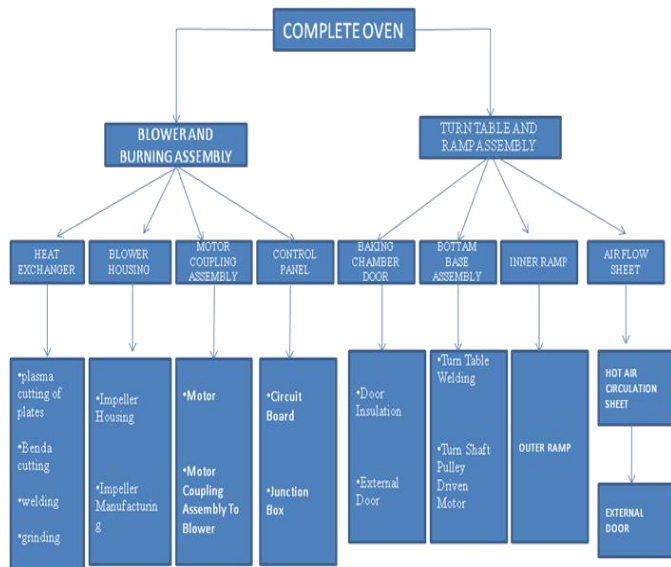 COMPLETE OVEN
BLOWER AND
BURNING ASSEMBLY
TURN TABLE AND
RAMP ASSEMBLY
HEAT
EXCHANGER
BLOWER
HOUSING
MOTOR
COUPLING
ASSEMBLY
CONTROL
PANEL
BAKING
CHAMBER
DOOR
BOTTAM
BASE
ASSEMBLY
INNER RAMP
AIR FLOW
SHEET
•plasma
cutting of
plates
•Benda
cutting
•welding
•grinding
•Impeller
Housing
•Impeller
Manufacturin
g
•Motor
•Motor
Coupling
Assembly To
Blower
•Circuit
Board
•Junction
Box
•Door
Insulation
•External
Door
•Turn Table
Welding
•Turn Shaft
Pulley
Driven
Motor
OUTER RAMP
HOT AIR
CIRCULATION
SHEET
EXTERNAL
DOOR